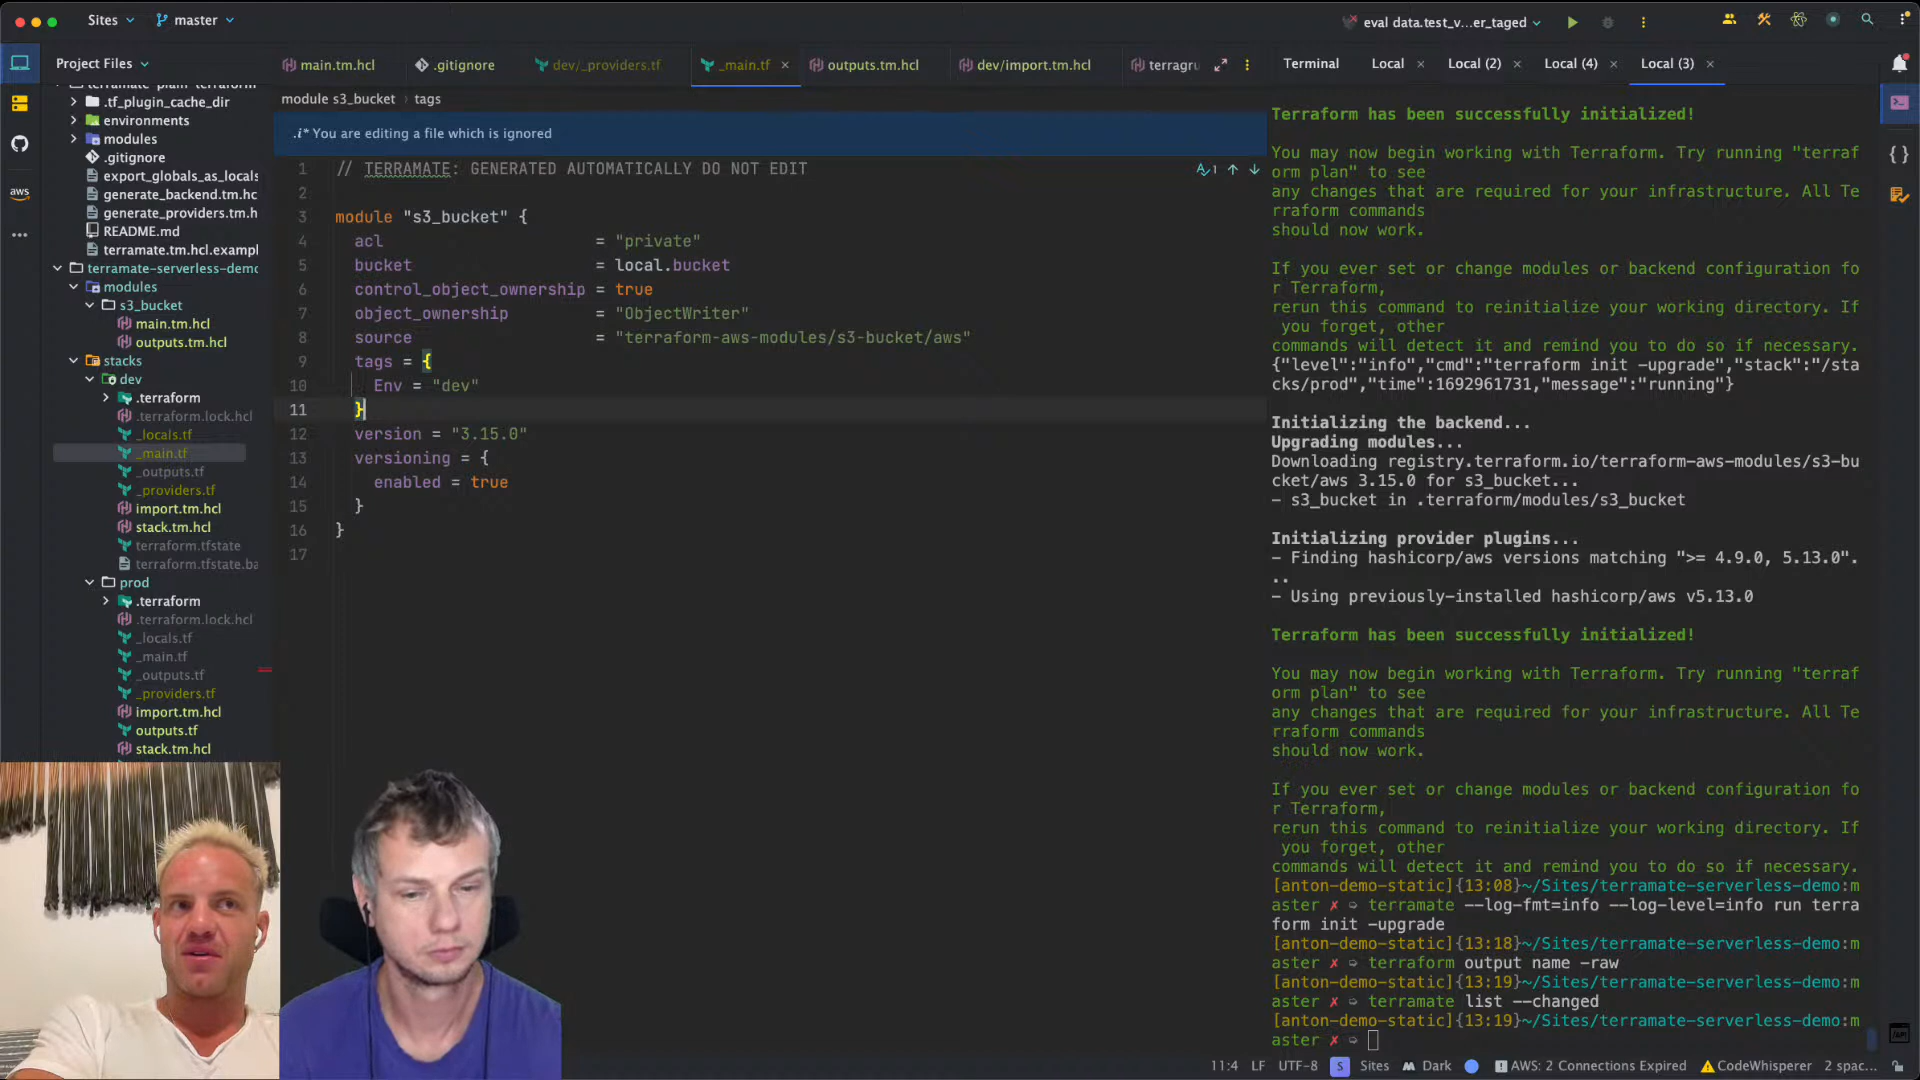 Sites
master
eval data.test_v...er_taged
Project Files
terramate-plain-terraform
.tf_plugin_cache_dir
environments
modules
.gitignore
export_globals_as_locals
generate_backend.tm.hc
generate_providers.tm.h
README.md
terramate.tm.hcl.exampl
terramate-serverless-demo
modules
s3_bucket
main.tm.hcl
outputs.tm.hcl
stacks
dev
.terraform
.terraform.lock.hcl
_locals.tf
_main.tf
_outputs.tf
_providers.tf
import.tm.hcl
stack.tm.hcl
terraform.tfstate
terraform.tfstate.ba
prod
.terraform
.terraform.lock.hcl
_locals.tf
_main.tf
_outputs.tf
_providers.tf
import.tm.hcl
outputs.tf
stack.tm.hcl
aws
main.tm.hcl
.gitignore
dev/_providers.tf
_main.tf
outputs.tm.hcl
dev/import.tm.hcl
terragru
module s3_bucket
tags
.i* You are editing a file which is ignored
1 // TERRAMATE: GENERATED AUTOMATICALLY DO NOT EDIT
2
3 module "s3_bucket" {
4 acl = "private"
5 bucket = local.bucket
6 control_object_ownership = true
7 object_ownership = "ObjectWriter"
8 source = "terraform-aws-modules/s3-bucket/aws"
9 tags = {
10 Env = "dev"
11 }
12 version = "3.15.0"
13 versioning = {
14 enabled = true
15 }
16 }
17
1
Terminal
Local
Local (2)
Local (4)
Local (3)
Terraform has been successfully initialized!
You may now begin working with Terraform. Try running "terraf
orm plan" to see
any changes that are required for your infrastructure. All Te
rraform commands
should now work.
If you ever set or change modules or backend configuration fo
r Terraform,
rerun this command to reinitialize your working directory. If
you forget, other
commands will detect it and remind you to do so if necessary.
{"level":"info","cmd":"terraform init -upgrade","stack":"/sta
cks/prod","time":1692961731,"message":"running"}
Initializing the backend...
Upgrading modules...
Downloading registry.terraform.io/terraform-aws-modules/s3-bu
cket/aws 3.15.0 for s3_bucket...
- s3_bucket in .terraform/modules/s3_bucket
Initializing provider plugins...
- Finding hashicorp/aws versions matching ">= 4.9.0, 5.13.0".
..
- Using previously-installed hashicorp/aws v5.13.0
Terraform has been successfully initialized!
You may now begin working with Terraform. Try running "terraf
orm plan" to see
any changes that are required for your infrastructure. All Te
rraform commands
should now work.
If you ever set or change modules or backend configuration fo
r Terraform,
rerun this command to reinitialize your working directory. If
you forget, other
commands will detect it and remind you to do so if necessary.
[anton-demo-static]{13:08}~/Sites/terramate-serverless-demo:m
aster ✗ ➭ terramate --log-fmt=info --log-level=info run terra
form init -upgrade
[anton-demo-static]{13:18}~/Sites/terramate-serverless-demo:m
aster ✗ ➭ terraform output name -raw
[anton-demo-static]{13:19}~/Sites/terramate-serverless-demo:m
aster ✗ ➭ terramate list --changed
[anton-demo-static]{13:19}~/Sites/terramate-serverless-demo:m
aster ✗ ➭
11:4 LF UTF-8 S Sites Dark AWS: 2 Connections Expired CodeWhisperer 2 spac...